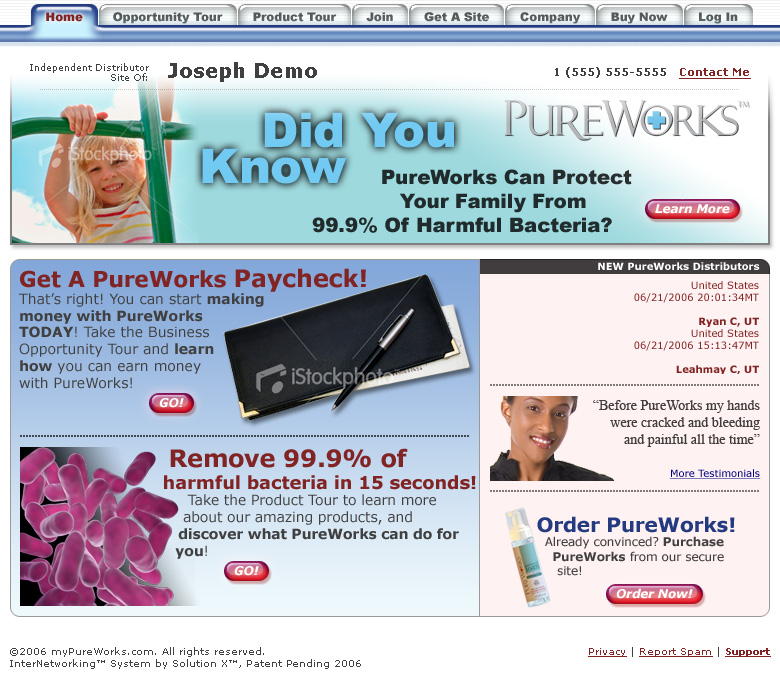 Home
Opportunity Tour
Product Tour
Join
Get A Site
Company
Buy Now
Log In
Independent Distributor
Site Of:
Joseph Demo
1 (555) 555-5555
Contact Me
iStockphoto
Did You
Know
PUREWORKS™
PureWorks Can Protect
Your Family From
99.9% Of Harmful Bacteria?
Learn More
Get A PureWorks Paycheck!
That's right! You can start making
money with PureWorks
TODAY! Take the Business
Opportunity Tour and learn
how you can earn money
with PureWorks!
GO!
iStockphoto
Remove 99.9% of
harmful bacteria in 15 seconds!
Take the Product Tour to learn more
about our amazing products, and
discover what PureWorks can do for
you!
GO!
NEW PureWorks Distributors
United States
06/21/2006 20:01:34MT
Ryan C, UT
United States
06/21/2006 15:13:47MT
Leahmay C, UT
“Before PureWorks my hands
were cracked and bleeding
and painful all the time”
More Testimonials
Order PureWorks!
Already convinced? Purchase
PureWorks from our secure
site!
Order Now!
©2006 myPureWorks.com. All rights reserved.
InterNetworking™ System by Solution X™, Patent Pending 2006
Privacy | Report Spam | Support